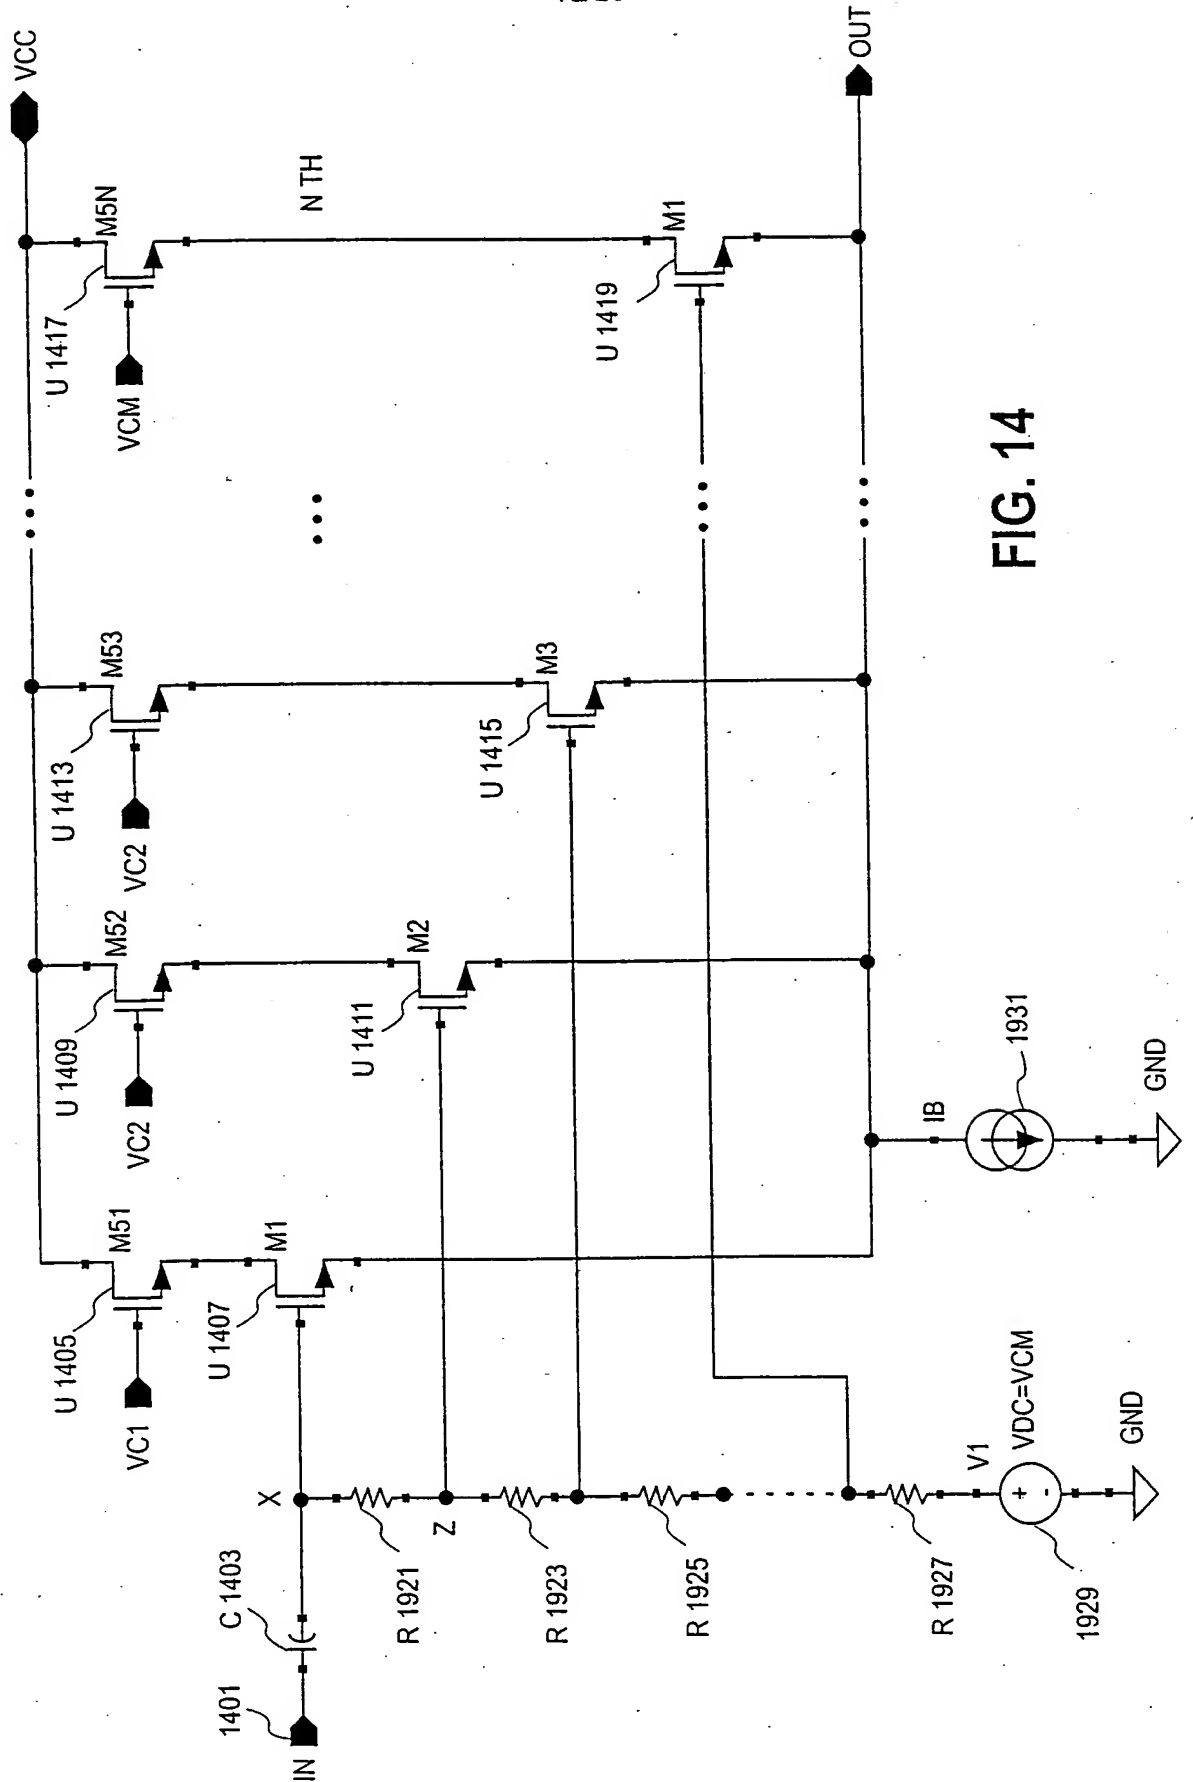 VCC
U 1405
M51
VC1
U 1409
M52
VC2
U 1413
M53
VC2
U 1417
M5N
VCM
N TH
U 1407
M1
U 1411
M2
U 1415
M3
U 1419
M1
IN
1401
C 1403
X
R 1921
Z
R 1923
R 1925
R 1927
V1
VDC=VCM
1929
GND
IB
1931
GND
OUT
FIG. 14